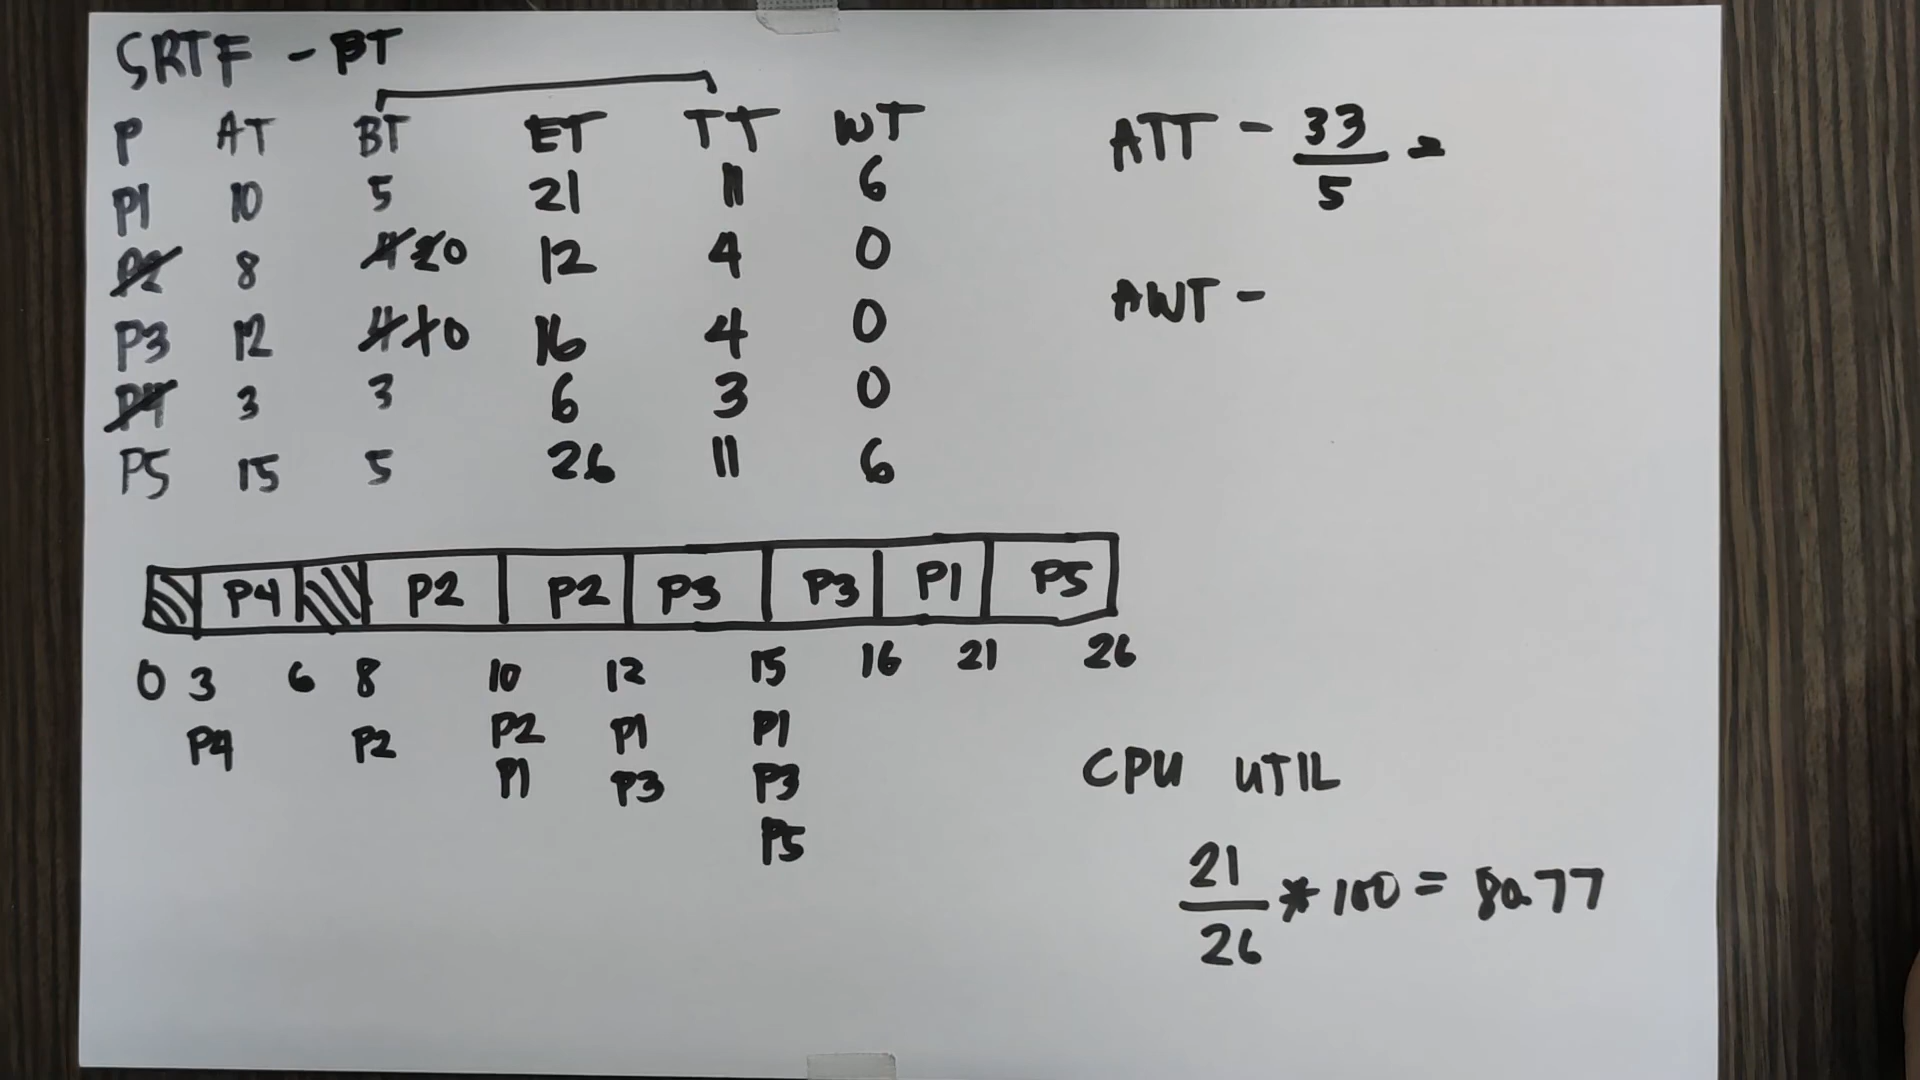 SRTF - BT
P AT BT ET TT WT
P1 10 5 21 11 6
P2 8 4 2 0 12 4 0
P3 12 4 1 0 16 4 0
P4 3 3 6 3 0
P5 15 5 26 11 6
ATT - 33/5 =
AWT -
P4 P2 P2 P3 P3 P1 P5
0 3 6 8 10 12 15 16 21 26
P4 P2 P2 P1 P1
P1 P3 P3
P5
CPU UTIL
21/26 * 100 = 80.77